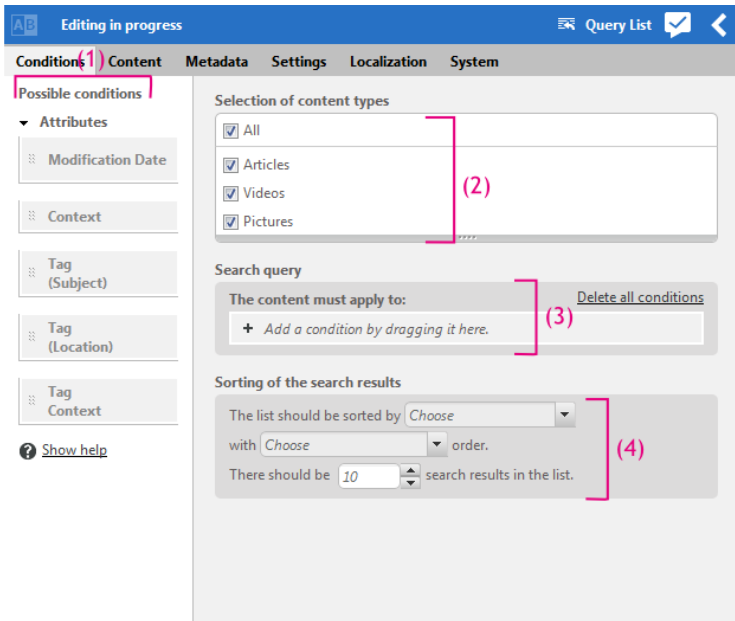 AB Editing in progress Query List
Conditions (1) Content Metadata Settings Localization System
Possible conditions
Attributes
Modification Date
Context
Tag
(Subject)
Tag
(Location)
Tag
Context
Show help
Selection of content types
All
Articles
Videos
Pictures
(2)
Search query
The content must apply to: Delete all conditions
+ Add a condition by dragging it here.
(3)
Sorting of the search results
The list should be sorted by Choose
with Choose order.
There should be 10 search results in the list.
(4)